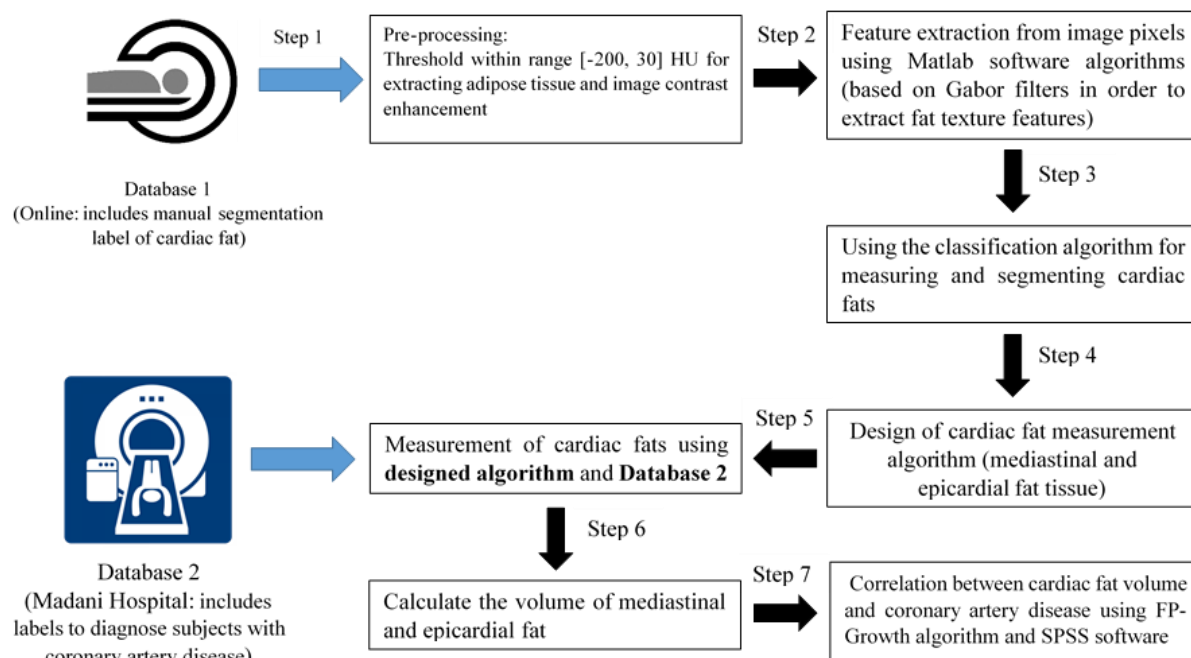 Step 1
Pre-processing:
Threshold within range [-200, 30] HU for
extracting adipose tissue and image contrast
enhancement
Step 2
Feature extraction from image pixels
using Matlab software algorithms
(based on Gabor filters in order to
extract fat texture features)
Database 1
(Online: includes manual segmentation
label of cardiac fat)
Step 3
Using the classification algorithm for
measuring and segmenting cardiac
fats
Step 4
Design of cardiac fat measurement
algorithm (mediastinal and
epicardial fat tissue)
Step 5
Measurement of cardiac fats using
designed algorithm and Database 2
Database 2
(Madani Hospital: includes
labels to diagnose subjects with
coronary artery disease)
Step 6
Calculate the volume of mediastinal
and epicardial fat
Step 7
Correlation between cardiac fat volume
and coronary artery disease using FP-
Growth algorithm and SPSS software